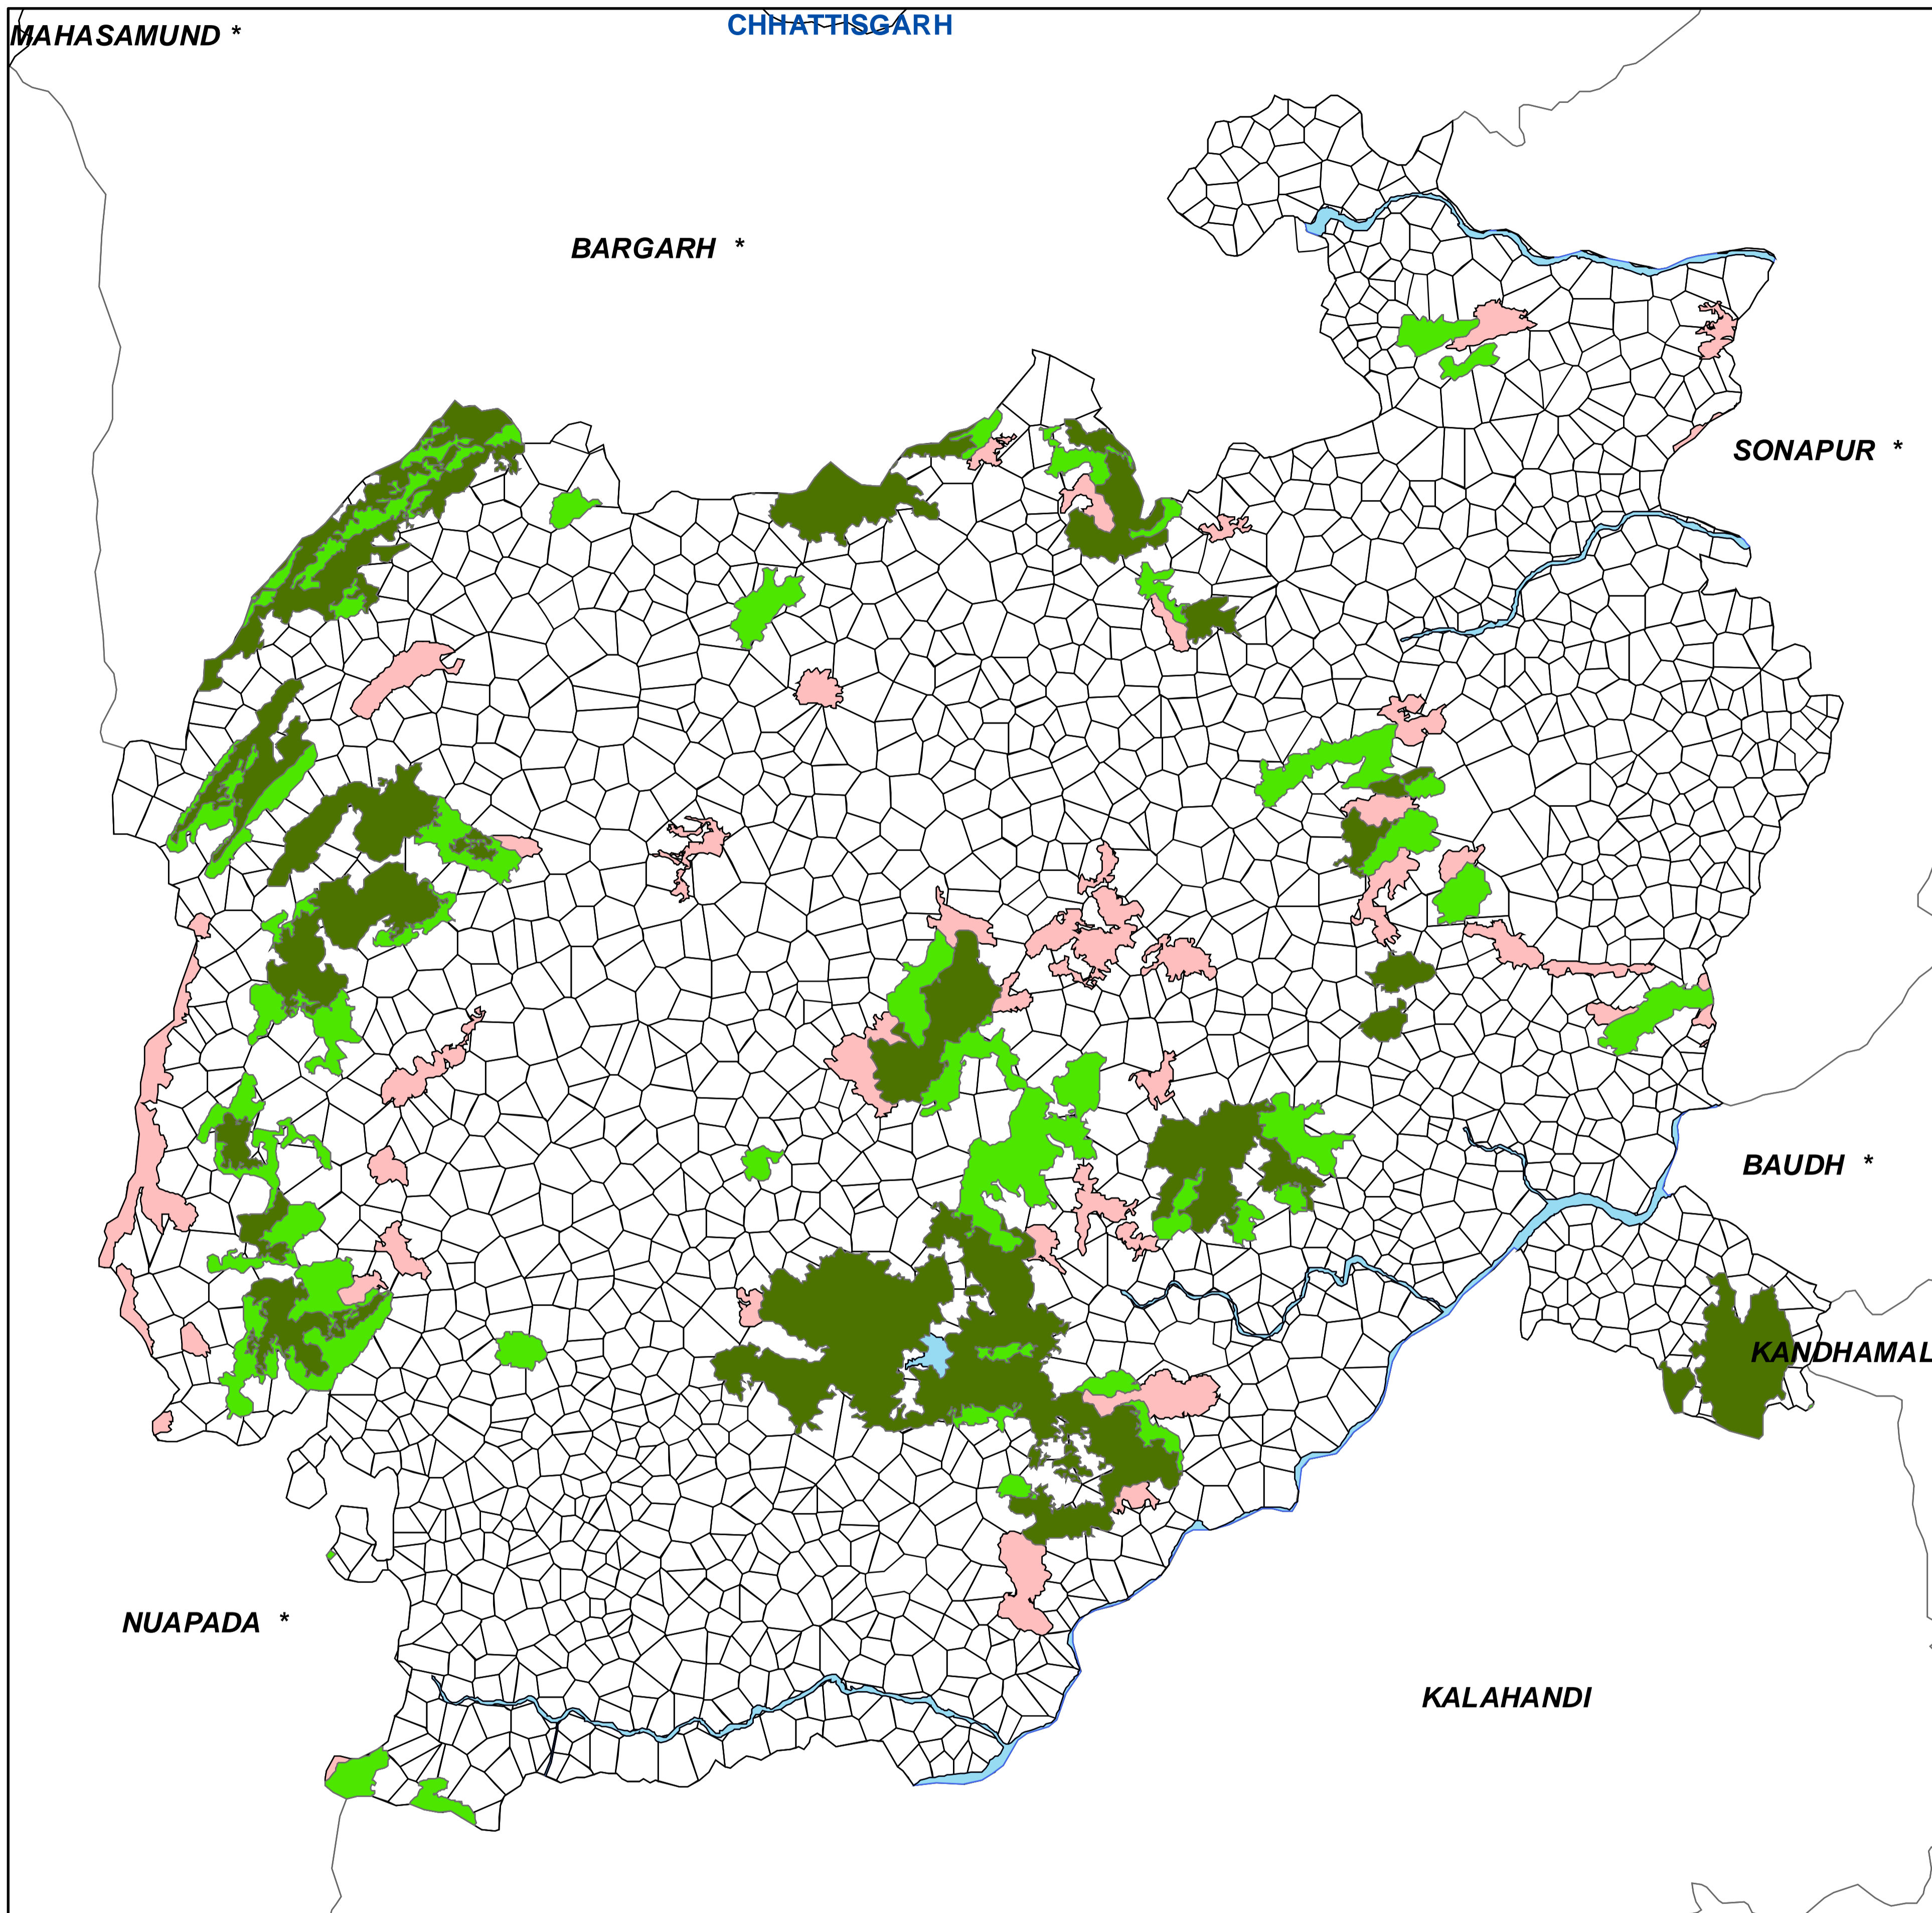 CHHATTISGARH
MAHASAMUND *
BARGARH *
SONAPUR *
BAUDH *
KANDHAMAL
NUAPADA *
KALAHANDI